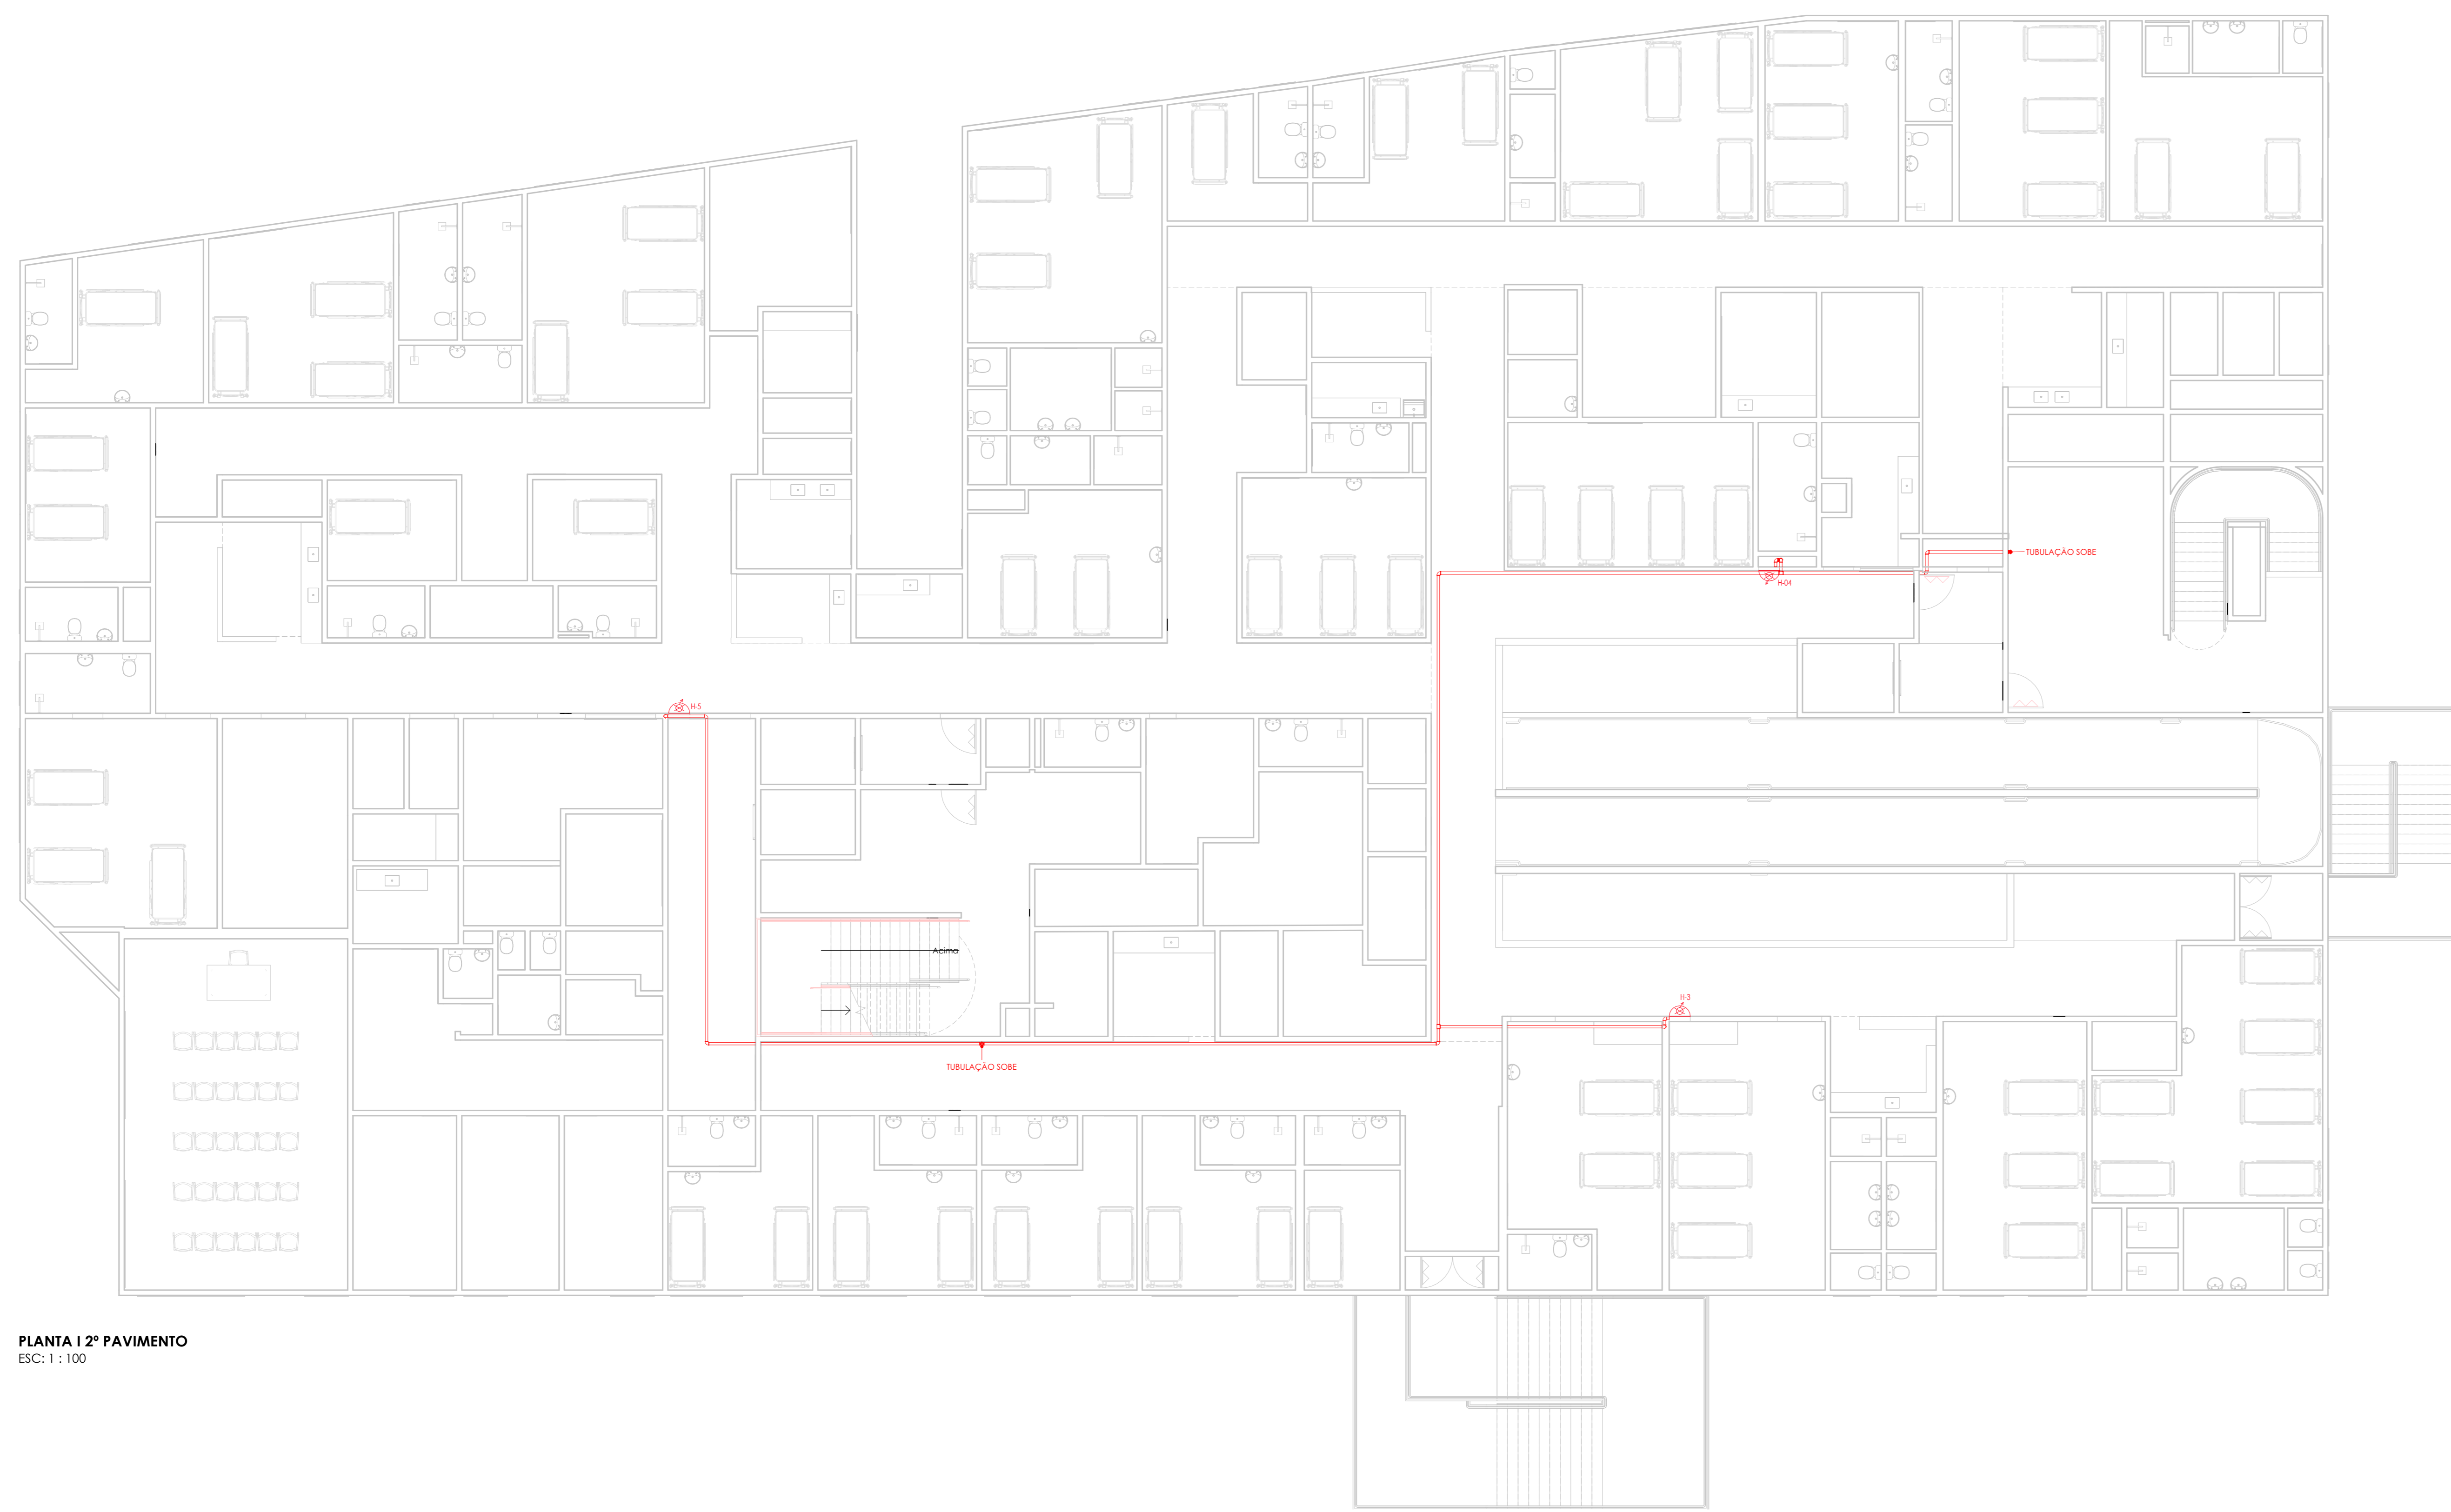 TUBULAÇÃO SOBE
H-04
H-5
Acima
H-3
TUBULAÇÃO SOBE
PLANTA I 2º PAVIMENTO
ESC: 1 : 100